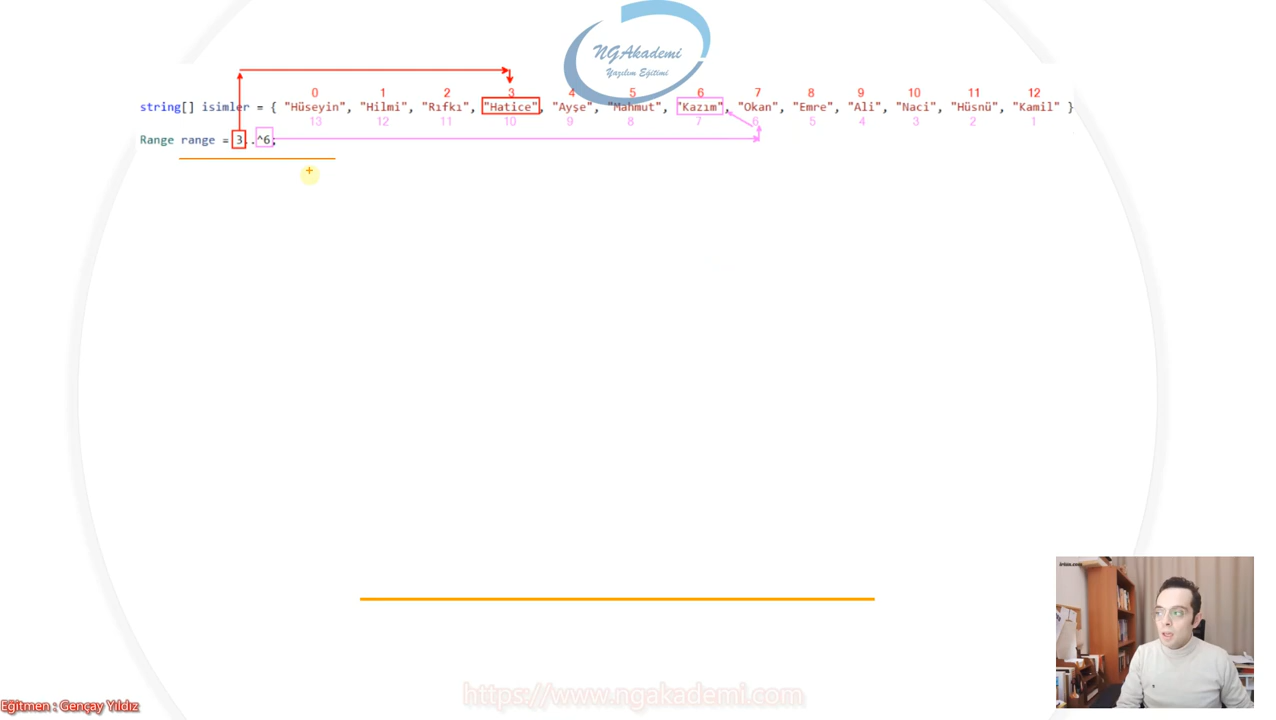 NGAkademi
Yazılım Eğitimi
0 1 2 3 4 5 6 7 8 9 10 11 12
string[] isimler = { "Hüseyin", "Hilmi", "Rıfkı", "Hatice", "Ayşe", "Mahmut", "Kazım", "Okan", "Emre", "Ali", "Naci", "Hüsnü", "Kamil" }
13 12 11 10 9 8 7 6 5 4 3 2 1
Range range = 3..^6;
https://www.ngakademi.com
Eğitmen : Gençay Yıldız